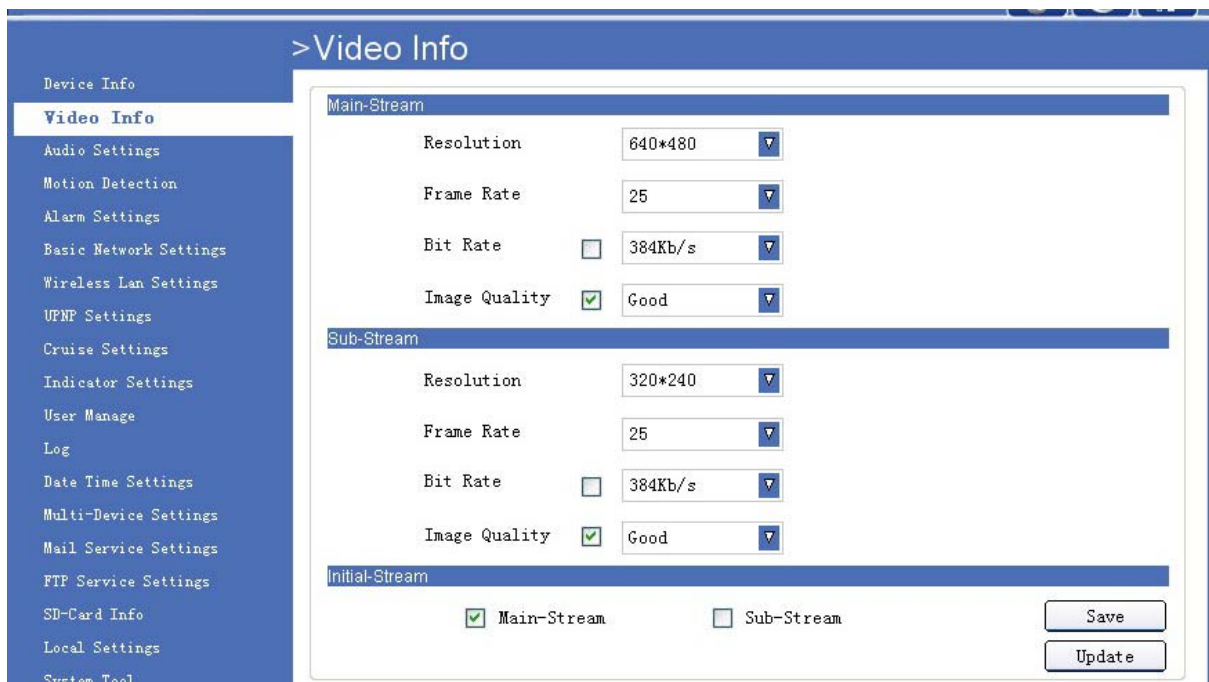 >Video Info
Device Info
Video Info
Audio Settings
Motion Detection
Alarm Settings
Basic Network Settings
Wireless Lan Settings
UPNP Settings
Cruise Settings
Indicator Settings
User Manage
Log
Date Time Settings
Multi-Device Settings
Mail Service Settings
FTP Service Settings
SD-Card Info
Local Settings
System Tool
Main-Stream
Resolution 640*480
Frame Rate 25
Bit Rate 384Kb/s
Image Quality Good
Sub-Stream
Resolution 320*240
Frame Rate 25
Bit Rate 384Kb/s
Image Quality Good
Initial-Stream
Main-Stream Sub-Stream
Save
Update